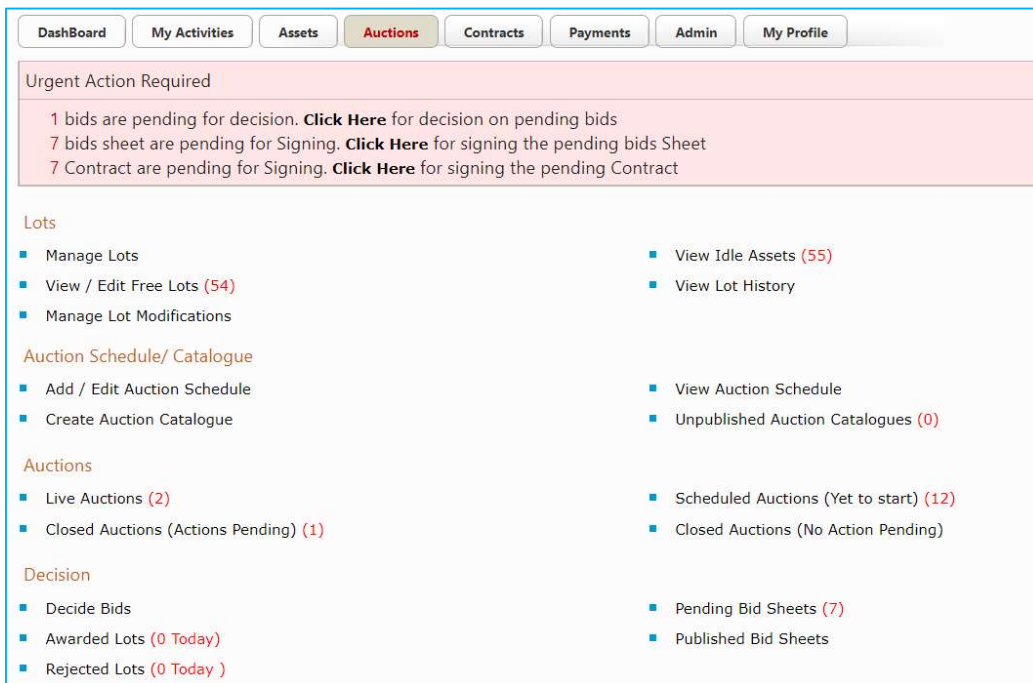 DashBoard My Activities Assets Auctions Contracts Payments Admin My Profile
Urgent Action Required
1 bids are pending for decision. Click Here for decision on pending bids
7 bids sheet are pending for Signing. Click Here for signing the pending bids Sheet
7 Contract are pending for Signing. Click Here for signing the pending Contract
Lots
Manage Lots View Idle Assets (55)
View / Edit Free Lots (54) View Lot History
Manage Lot Modifications
Auction Schedule/ Catalogue
Add / Edit Auction Schedule View Auction Schedule
Create Auction Catalogue Unpublished Auction Catalogues (0)
Auctions
Live Auctions (2) Scheduled Auctions (Yet to start) (12)
Closed Auctions (Actions Pending) (1) Closed Auctions (No Action Pending)
Decision
Decide Bids Pending Bid Sheets (7)
Awarded Lots (0 Today) Published Bid Sheets
Rejected Lots (0 Today )